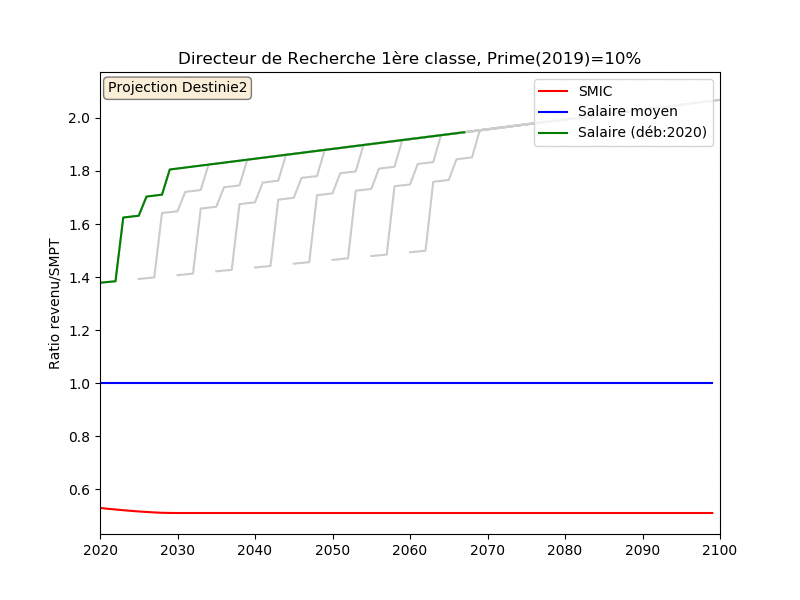 Directeur de Recherche 1ère classe, Prime(2019)=10%
Projection Destinie2
SMIC
Salaire moyen
Salaire (déb:2020)
Ratio revenu/SMPT
2.0
1.8
1.6
1.4
1.2
1.0
0.8
0.6
2020 2030 2040 2050 2060 2070 2080 2090 2100